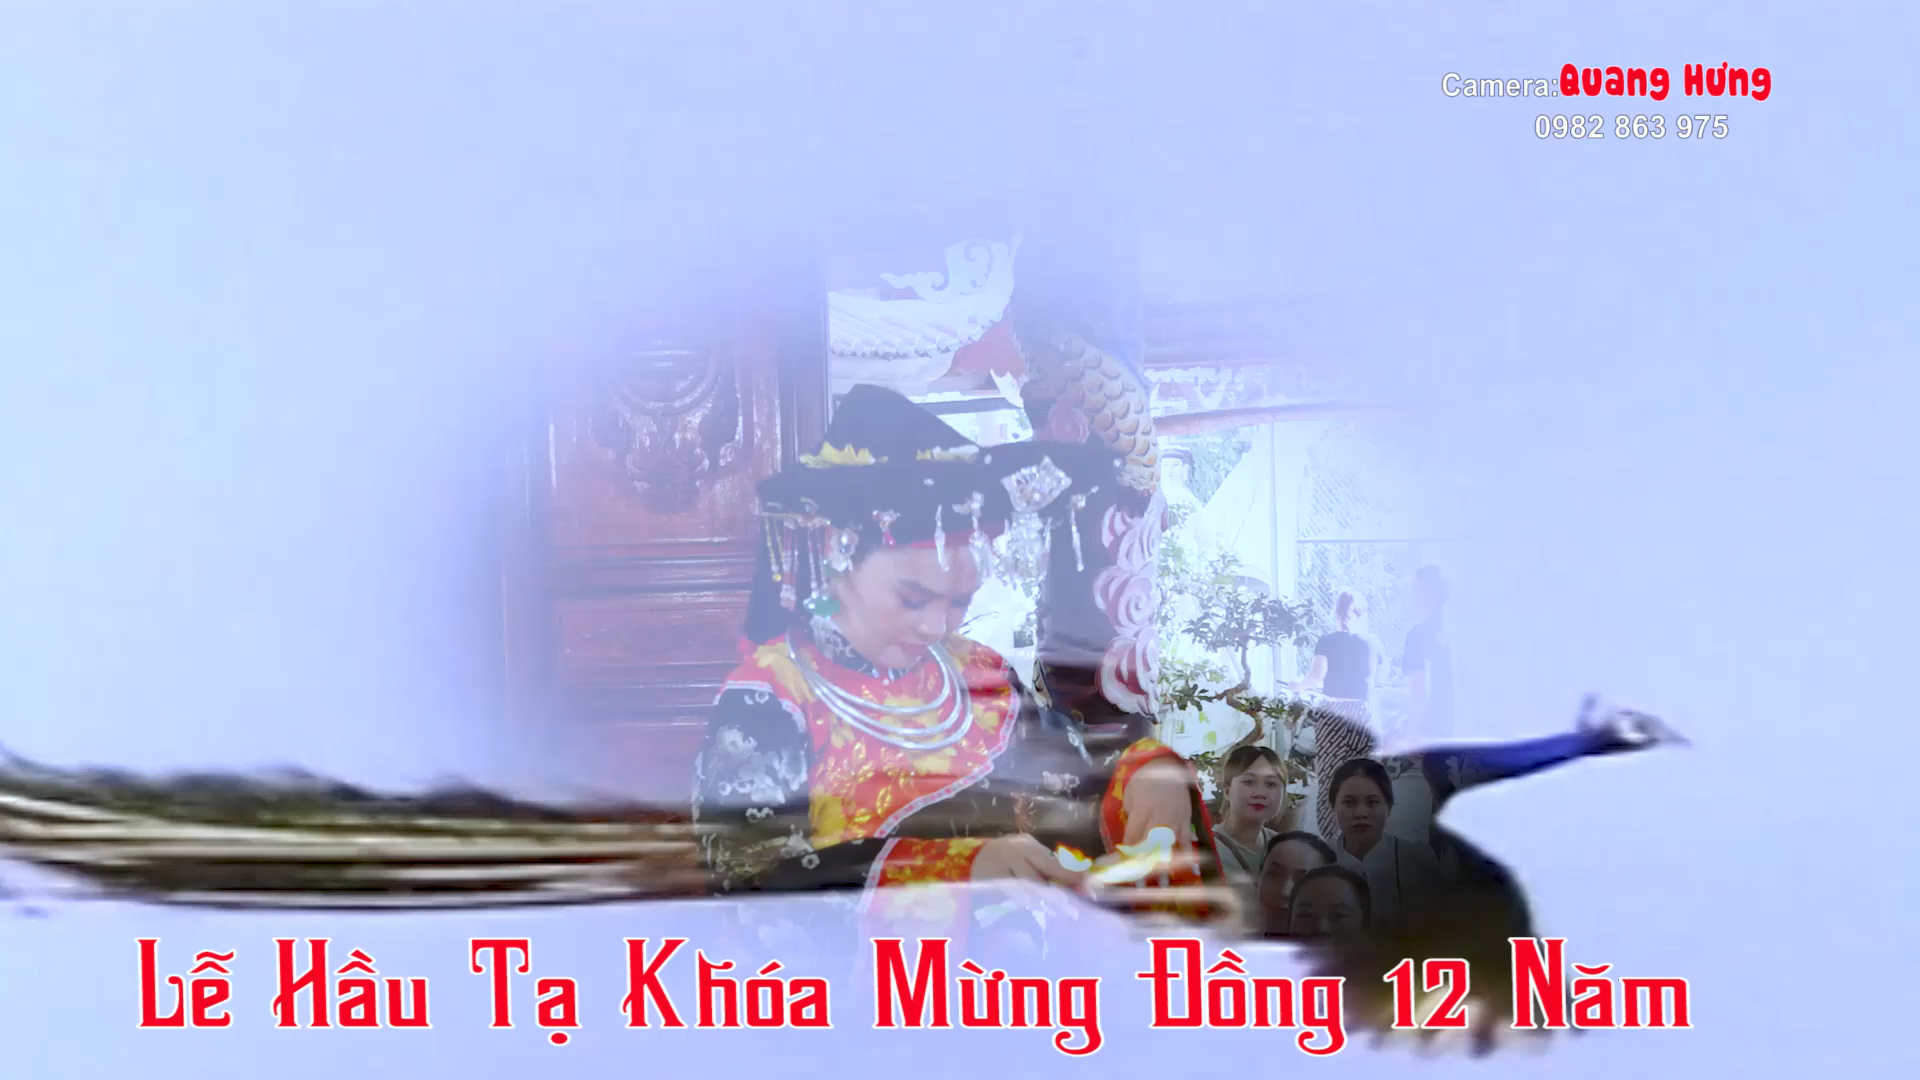 Camera:Quang Hưng
0982 863 975
Lễ Hầu Tạ Khóa Mừng Đồng 12 Năm